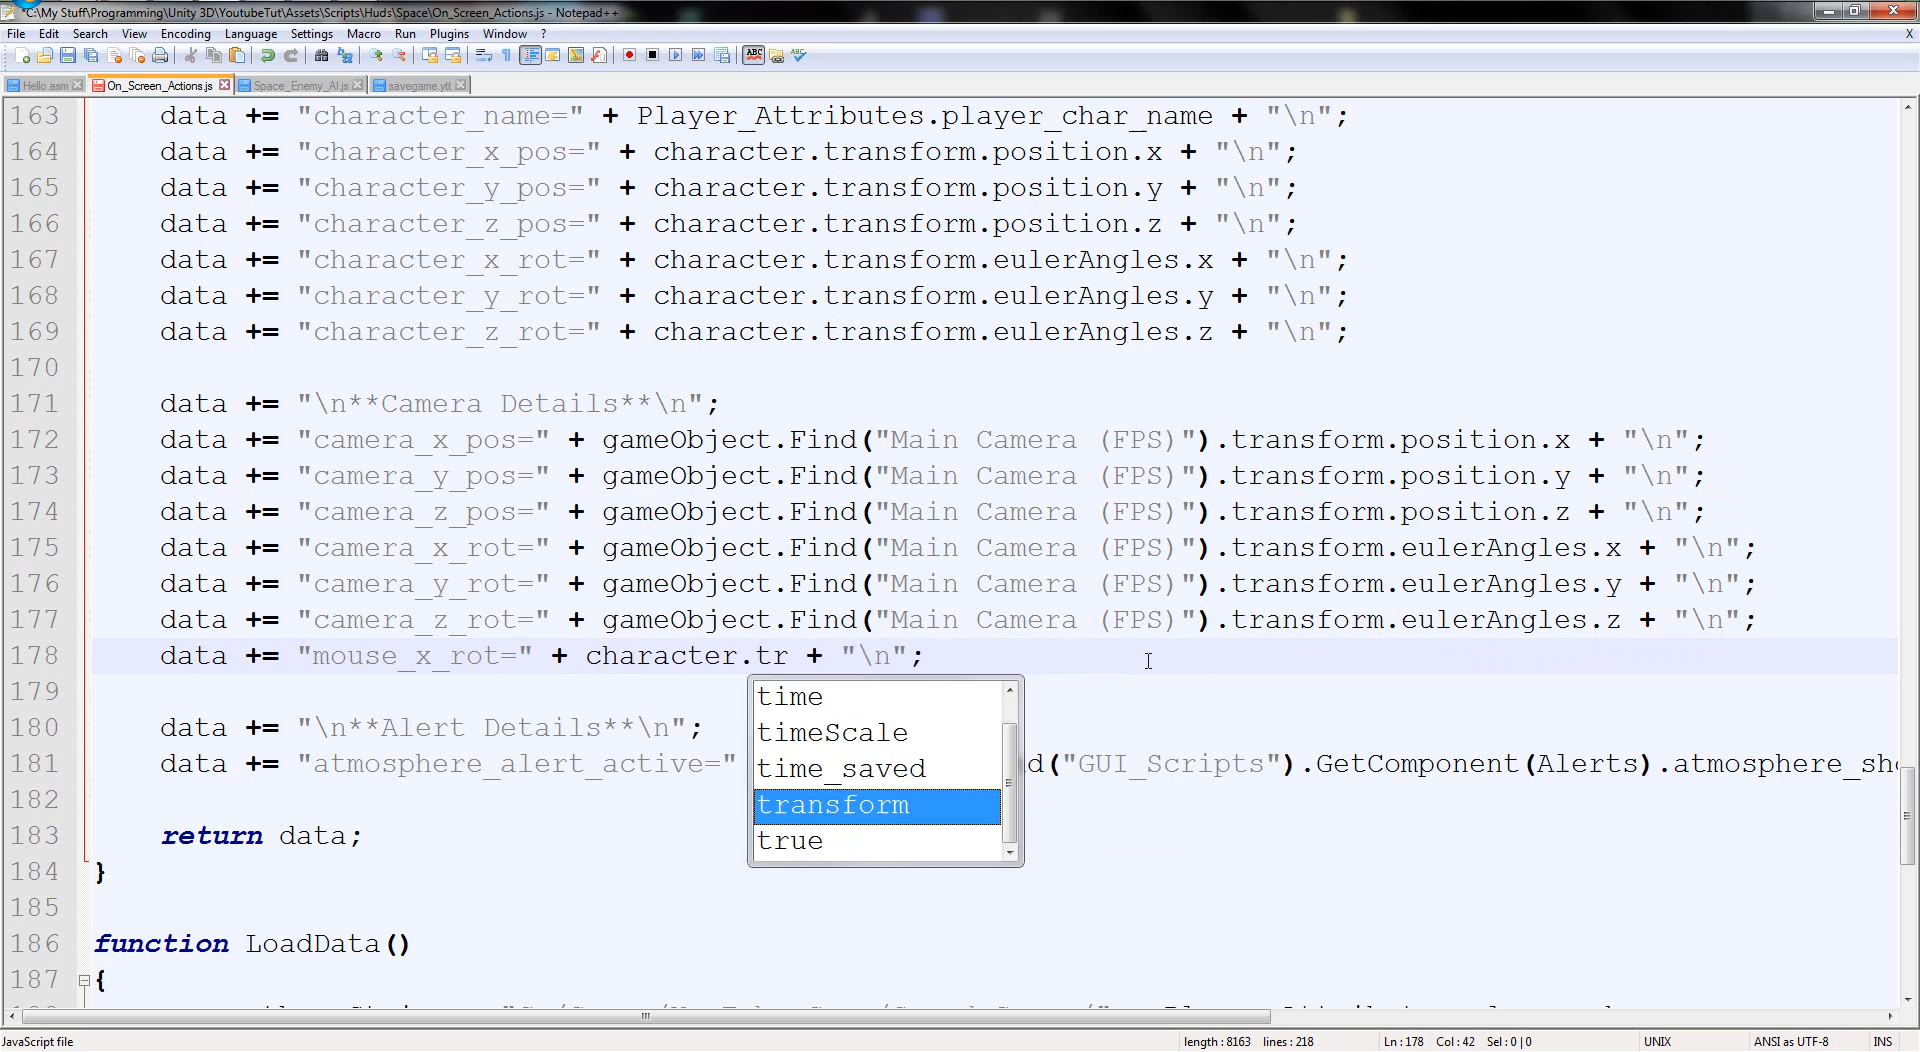 *C:\My Stuff\Programming\Unity 3D\YoutubeTut\Assets\Scripts\Huds\Space\On_Screen_Actions.js - Notepad++
File Edit Search View Encoding Language Settings Macro Run Plugins Window ? X
Hello.asm On_Screen_Actions.js Space_Enemy_AI.js savegame.ytt
163 data += "character_name=" + Player_Attributes.player_char_name + "\n";
164 data += "character_x_pos=" + character.transform.position.x + "\n";
165 data += "character_y_pos=" + character.transform.position.y + "\n";
166 data += "character_z_pos=" + character.transform.position.z + "\n";
167 data += "character_x_rot=" + character.transform.eulerAngles.x + "\n";
168 data += "character_y_rot=" + character.transform.eulerAngles.y + "\n";
169 data += "character_z_rot=" + character.transform.eulerAngles.z + "\n";
170
171 data += "\n**Camera Details**\n";
172 data += "camera_x_pos=" + gameObject.Find("Main Camera (FPS)").transform.position.x + "\n";
173 data += "camera_y_pos=" + gameObject.Find("Main Camera (FPS)").transform.position.y + "\n";
174 data += "camera_z_pos=" + gameObject.Find("Main Camera (FPS)").transform.position.z + "\n";
175 data += "camera_x_rot=" + gameObject.Find("Main Camera (FPS)").transform.eulerAngles.x + "\n";
176 data += "camera_y_rot=" + gameObject.Find("Main Camera (FPS)").transform.eulerAngles.y + "\n";
177 data += "camera_z_rot=" + gameObject.Find("Main Camera (FPS)").transform.eulerAngles.z + "\n";
178 data += "mouse_x_rot=" + character.tr + "\n";
179
time
timeScale
time_saved
transform
true
180 data += "\n**Alert Details**\n";
181 data += "atmosphere_alert_active=" d("GUI_Scripts").GetComponent(Alerts).atmosphere_sho
182
183 return data;
184 }
185
186 function LoadData()
187 {
JavaScript file length : 8163 lines : 218 Ln : 178 Col : 42 Sel : 0 | 0 UNIX ANSI as UTF-8 INS